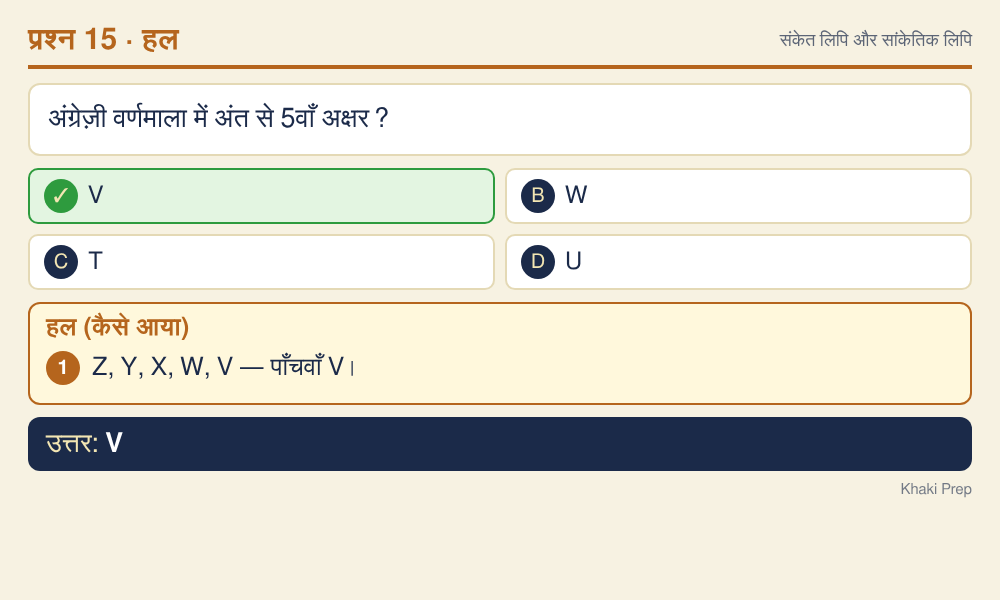 प्रश्न 15 · हल
संकेत लिपि और सांकेतिक लिपि
अंग्रेज़ी वर्णमाला में अंत से 5वाँ अक्षर ?
✓ V
B W
C T
D U
हल (कैसे आया)
1 Z, Y, X, W, V — पाँचवाँ V।
उत्तर: V
Khaki Prep